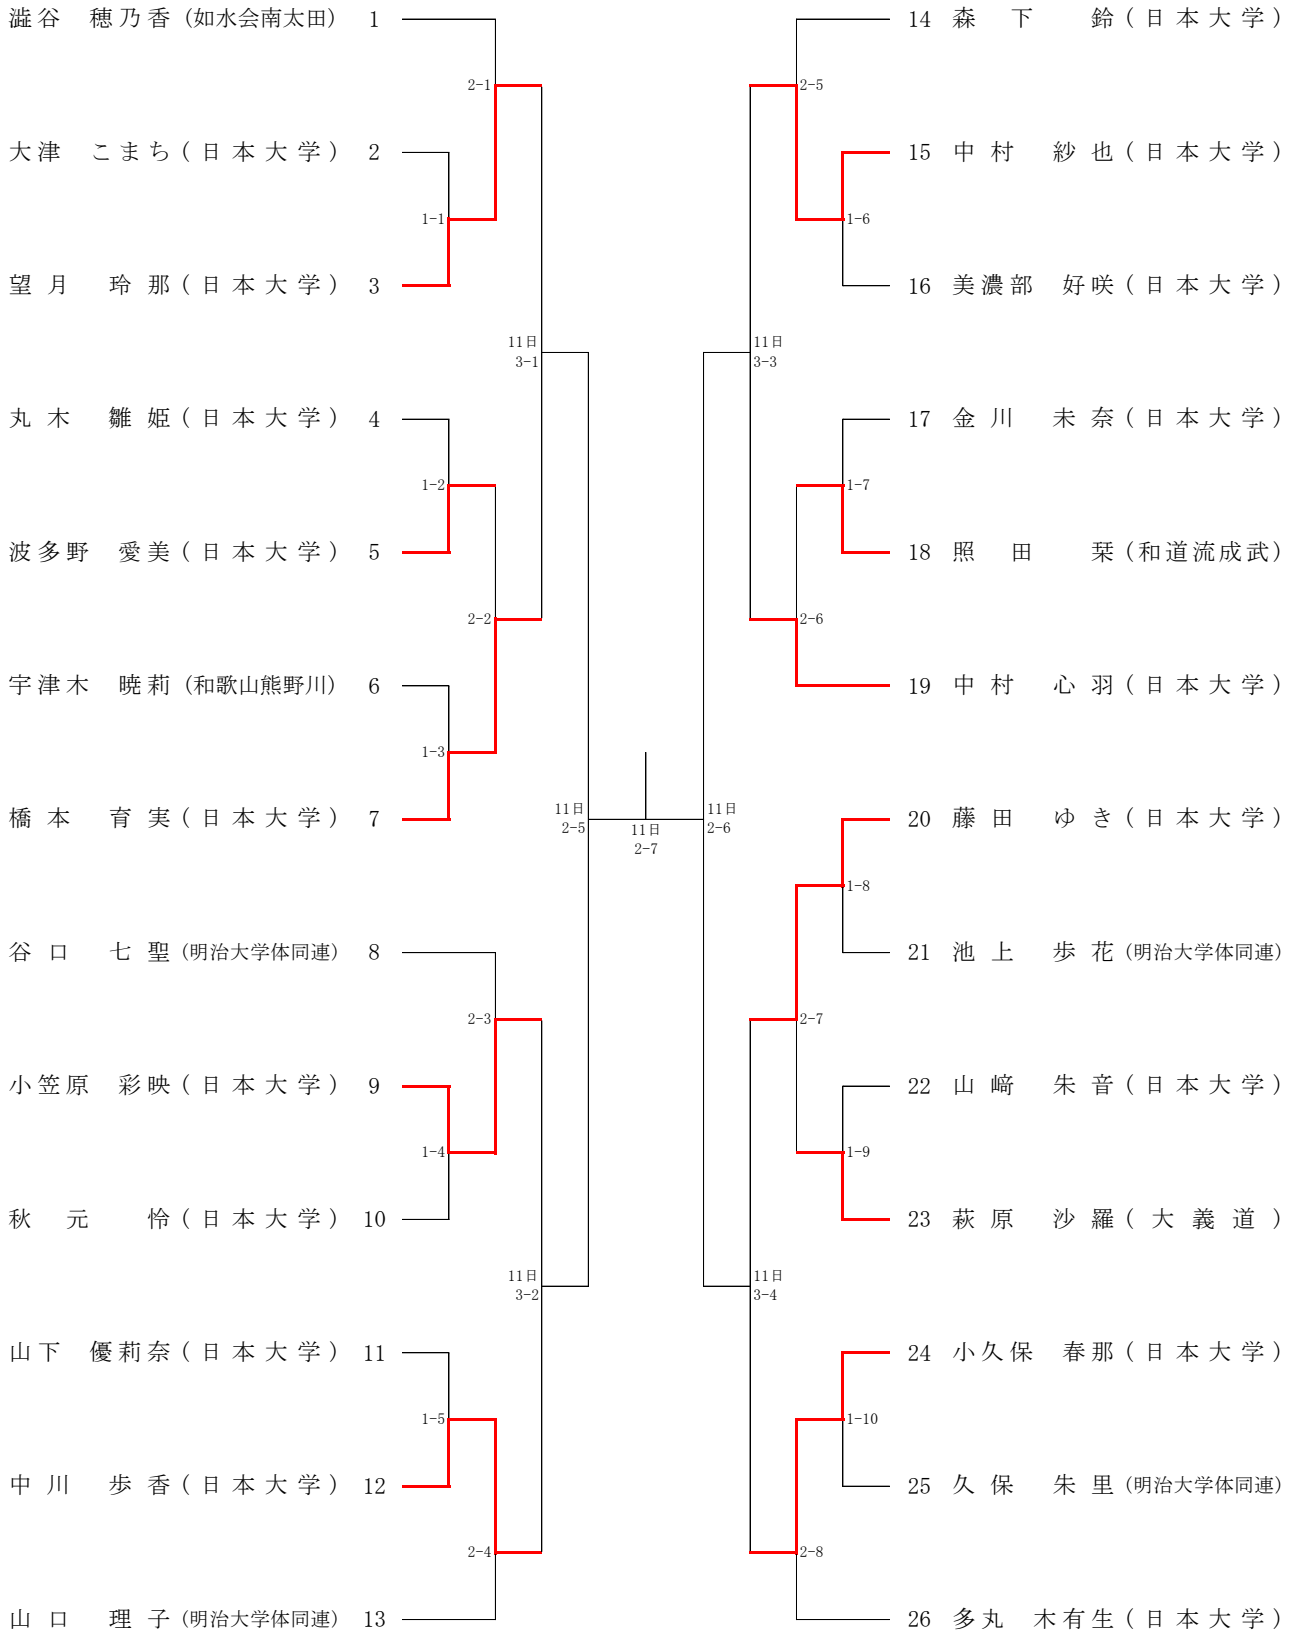 澁谷 穂乃香 (如水会南太田) 1
2-1
大津 こまち (日本大学) 2
1-1
望月 玲那 (日本大学) 3
11日
3-1
丸木 雛姫 (日本大学) 4
1-2
波多野 愛美 (日本大学) 5
2-2
宇津木 暁莉 (和歌山熊野川) 6
1-3
橋本 育実 (日本大学) 7
11日
2-5
谷口 七聖 (明治大学体同連) 8
2-3
小笠原 彩映 (日本大学) 9
1-4
秋元 怜 (日本大学) 10
11日
3-2
山下 優莉奈 (日本大学) 11
1-5
中川 歩香 (日本大学) 12
2-4
山口 理子 (明治大学体同連) 13
11日
2-7
14 森下 鈴 (日本大学)
2-5
15 中村 紗也 (日本大学)
1-6
16 美濃部 好咲 (日本大学)
11日
3-3
17 金川 未奈 (日本大学)
1-7
18 照田 栞 (和道流成武)
2-6
19 中村 心羽 (日本大学)
11日
2-6
20 藤田 ゆき (日本大学)
1-8
21 池上 歩花 (明治大学体同連)
2-7
22 山﨑 朱音 (日本大学)
1-9
23 萩原 沙羅 (大義道)
11日
3-4
24 小久保 春那 (日本大学)
1-10
25 久保 朱里 (明治大学体同連)
2-8
26 多丸 木有生 (日本大学)